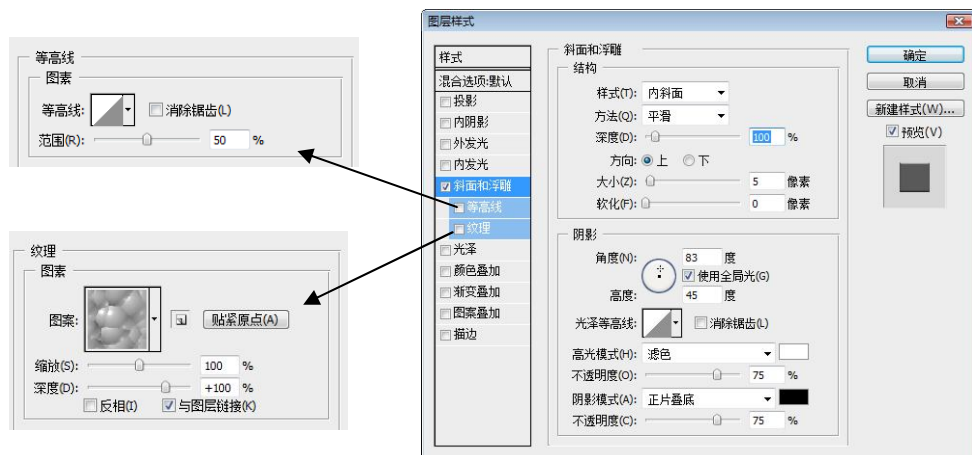 等高线
图素
等高线:
消除锯齿(L)
范围(R): 50 %
纹理
图素
图案:
贴紧原点(A)
缩放(S): 100 %
深度(D): +100 %
反相(I) 与图层链接(K)
图层样式
样式
混合选项:默认
投影
内阴影
外发光
内发光
斜面和浮雕
等高线
纹理
光泽
颜色叠加
渐变叠加
图案叠加
描边
斜面和浮雕
结构
样式(T): 内斜面
方法(Q): 平滑
深度(D): 100 %
方向: 上 下
大小(Z): 5 像素
软化(F): 0 像素
阴影
角度(N): 83 度
使用全局光(G)
高度: 45 度
光泽等高线: 消除锯齿(L)
高光模式(H): 滤色
不透明度(O): 75 %
阴影模式(A): 正片叠底
不透明度(C): 75 %
确定
取消
新建样式(W)...
预览(V)